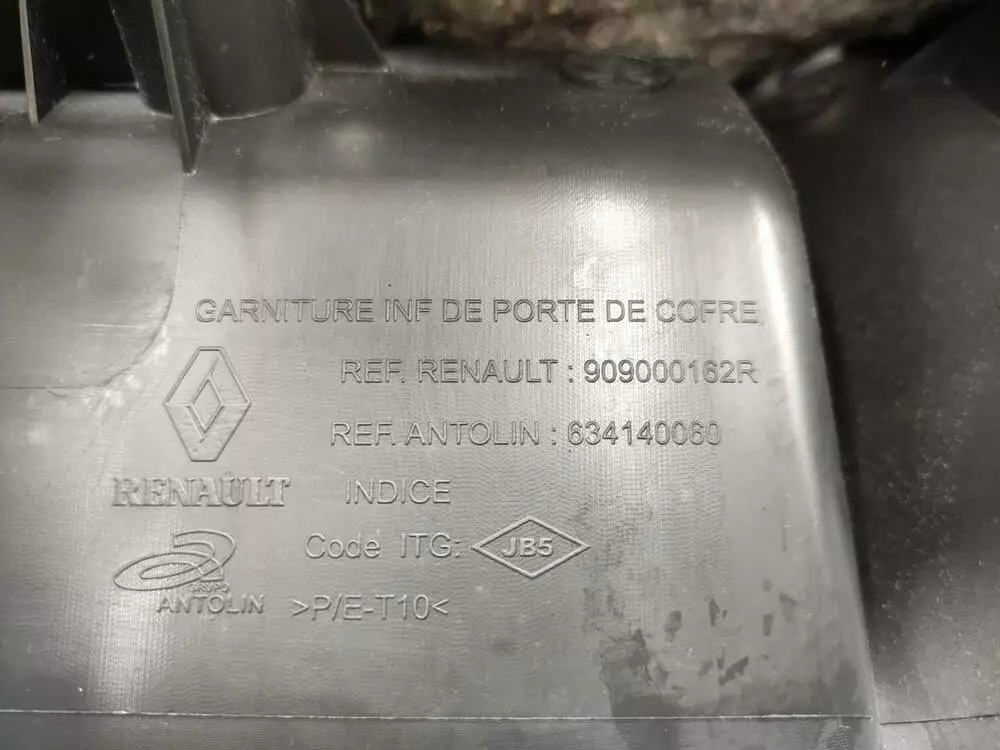 GARNITURE INF DE PORTE DE COFRE
REF. RENAULT : 909000162R
REF. ANTOLIN : 634140060
RENAULT
INDICE
Code ITG: JB5
GRUPO
ANTOLIN
>P/E-T10<